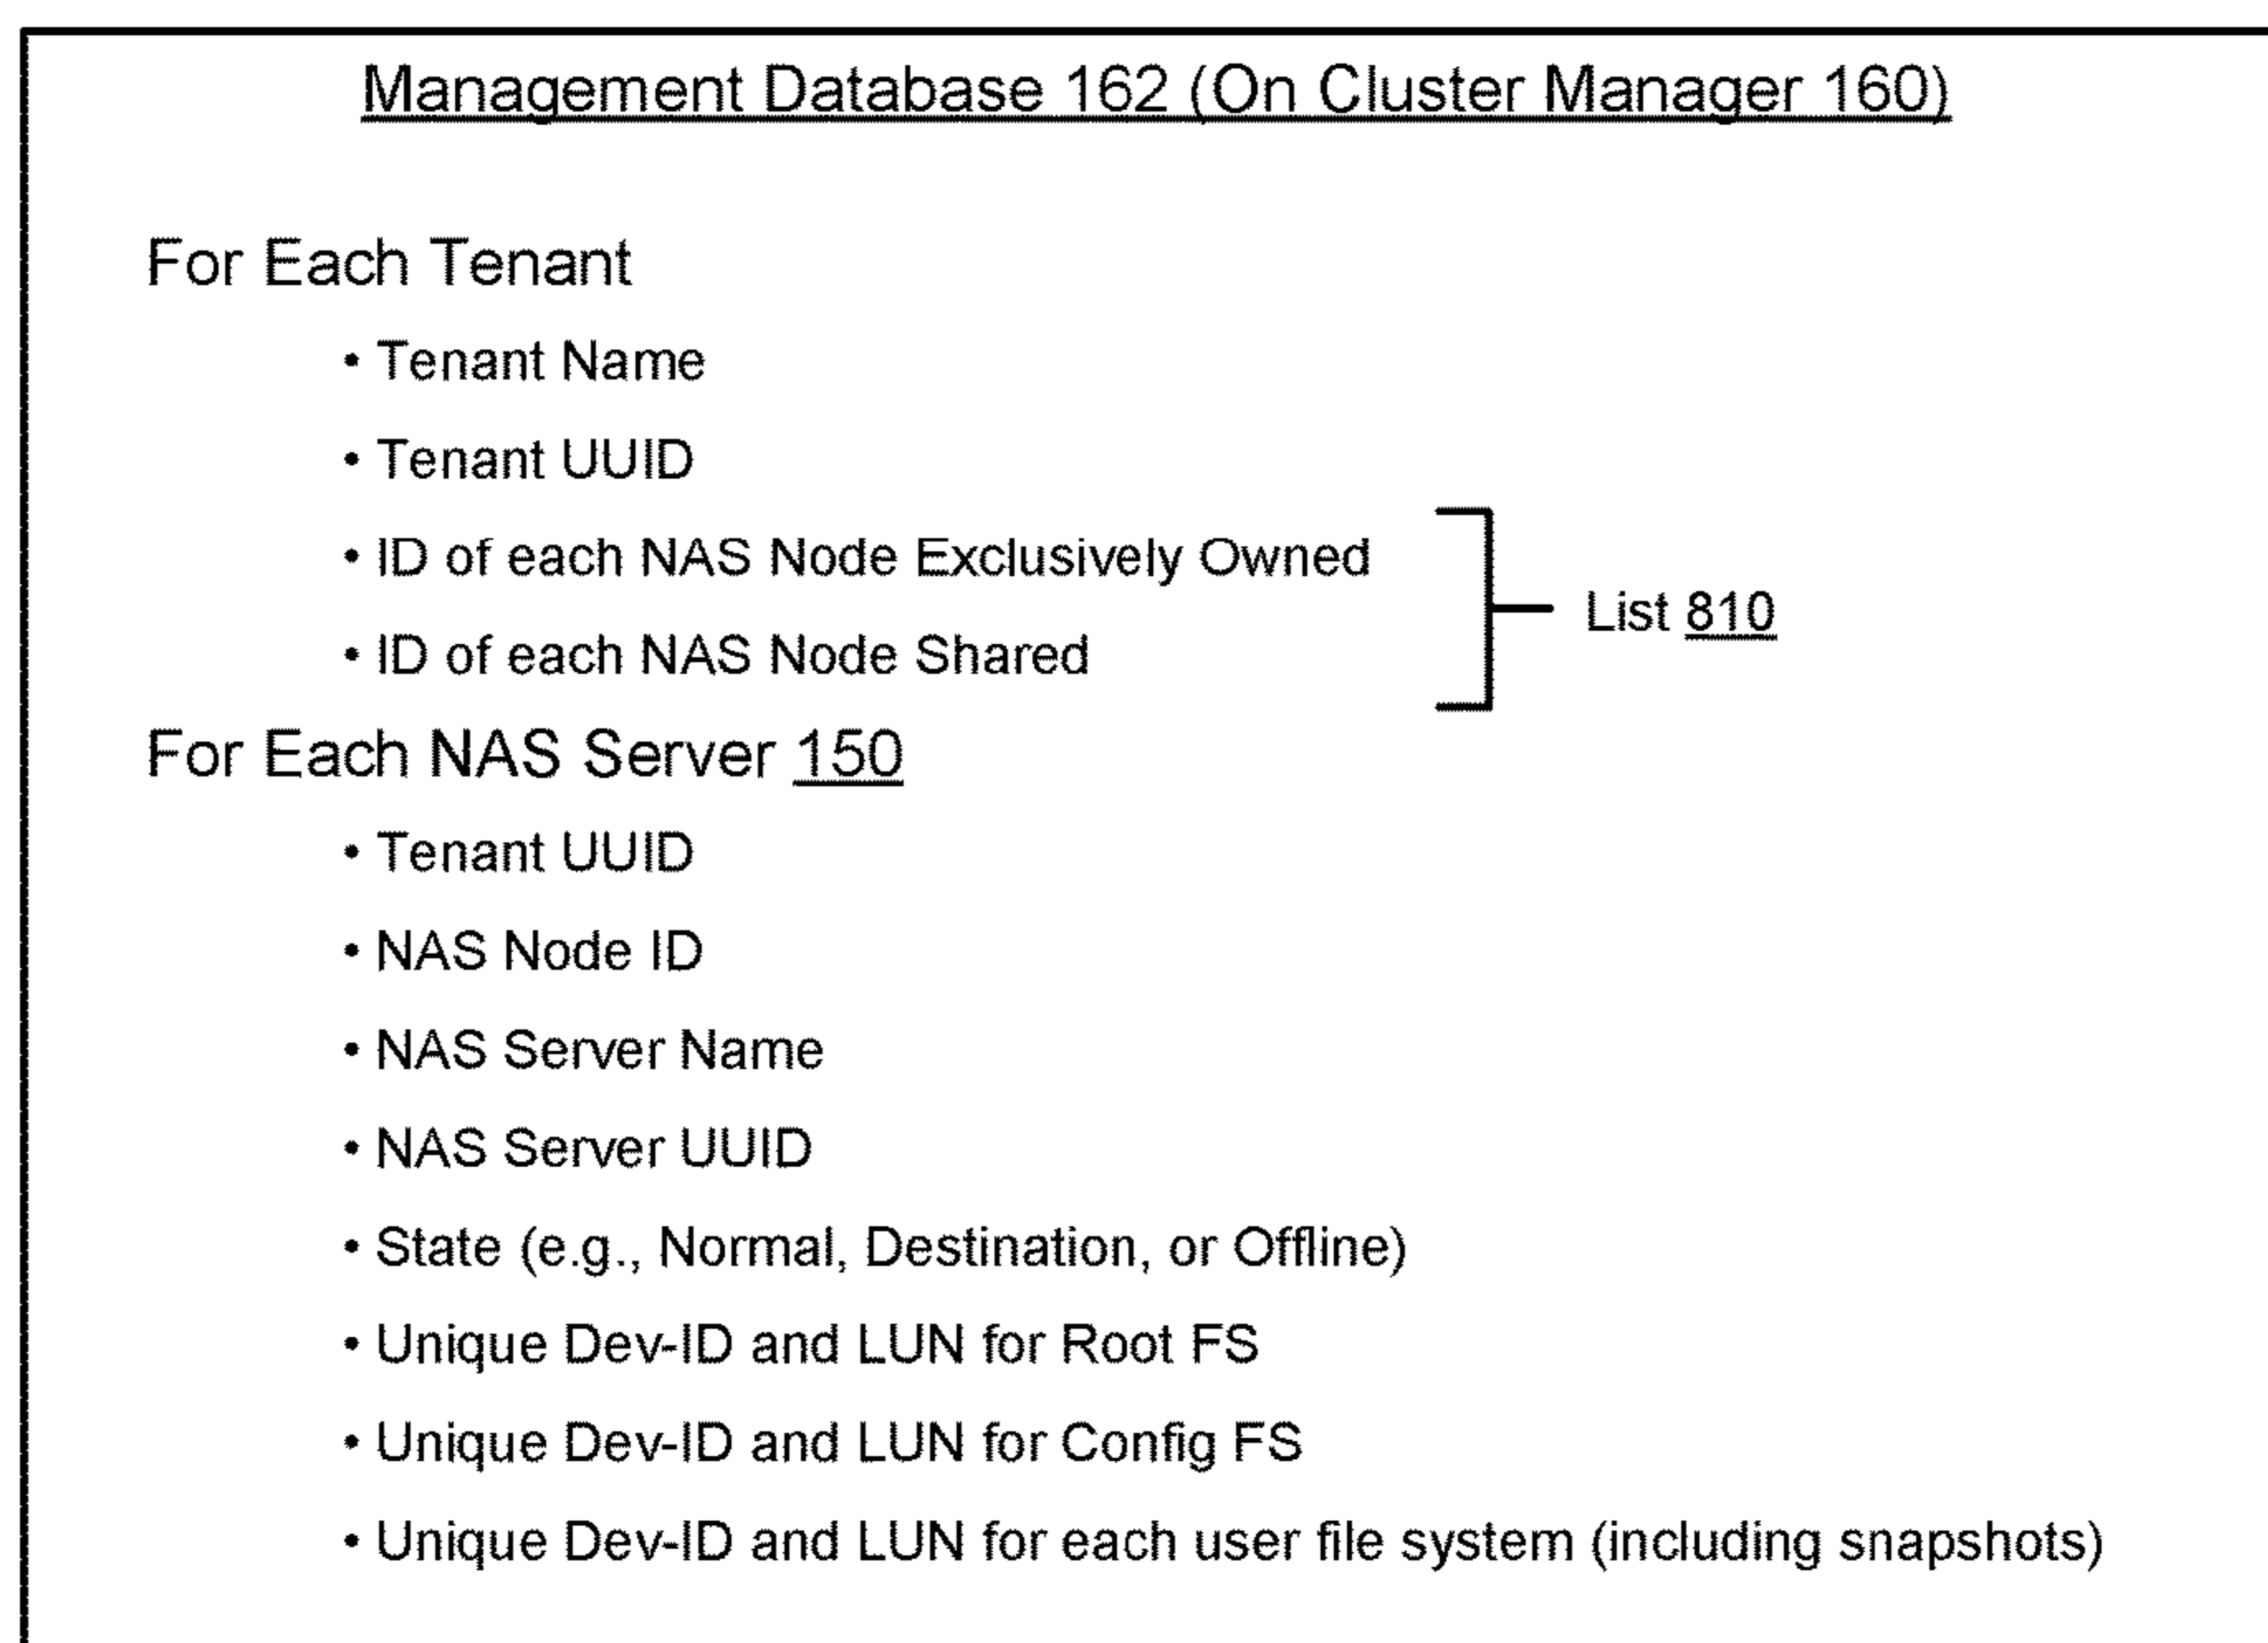 Management Database 162 (On Cluster Manager 160)
For Each Tenant
• Tenant Name
• Tenant UUID
• ID of each NAS Node Exclusively Owned
• ID of each NAS Node Shared
List 810
For Each NAS Server 150
• Tenant UUID
• NAS Node ID
• NAS Server Name
• NAS Server UUID
• State (e.g., Normal, Destination, or Offline)
• Unique Dev-ID and LUN for Root FS
• Unique Dev-ID and LUN for Config FS
• Unique Dev-ID and LUN for each user file system (including snapshots)